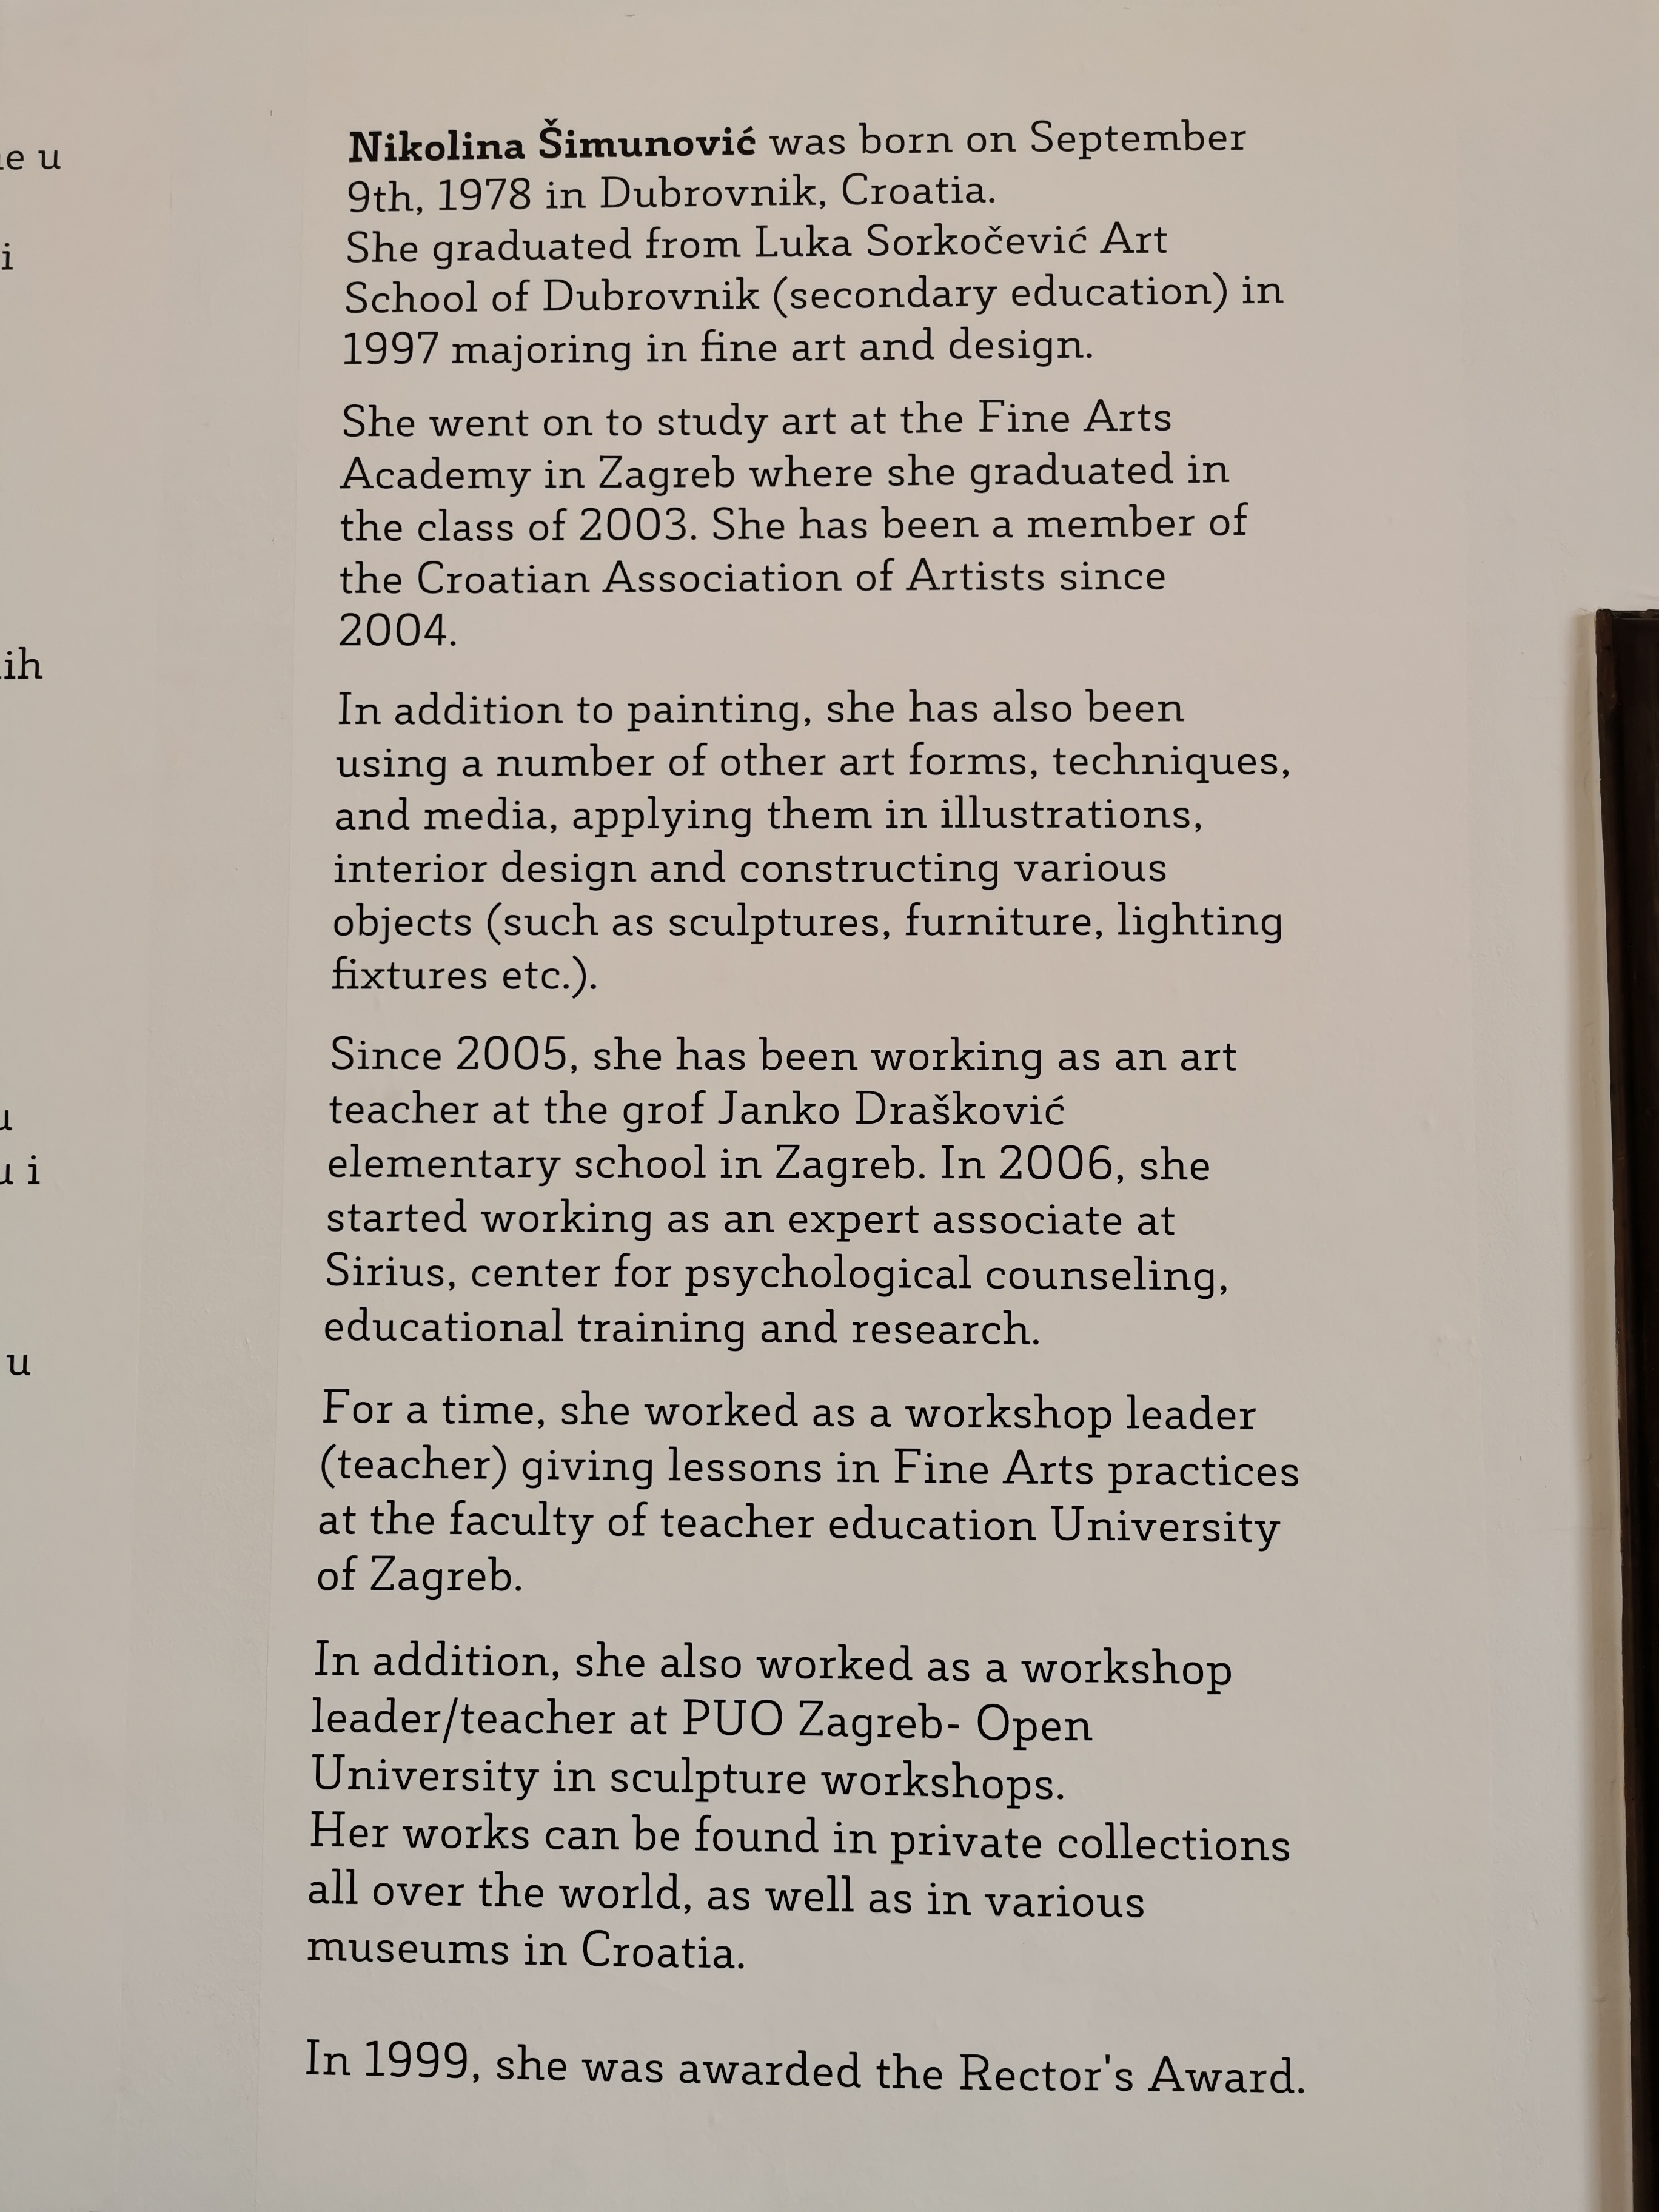 Nikolina Šimunović was born on September
9th, 1978 in Dubrovnik, Croatia.
She graduated from Luka Sorkočević Art
School of Dubrovnik (secondary education) in
1997 majoring in fine art and design.
She went on to study art at the Fine Arts
Academy in Zagreb where she graduated in
the class of 2003. She has been a member of
the Croatian Association of Artists since
2004.
In addition to painting, she has also been
using a number of other art forms, techniques,
and media, applying them in illustrations,
interior design and constructing various
objects (such as sculptures, furniture, lighting
fixtures etc.).
Since 2005, she has been working as an art
teacher at the grof Janko Drašković
elementary school in Zagreb. In 2006, she
started working as an expert associate at
Sirius, center for psychological counseling,
educational training and research.
For a time, she worked as a workshop leader
(teacher) giving lessons in Fine Arts practices
at the faculty of teacher education University
of Zagreb.
In addition, she also worked as a workshop
leader/teacher at PUO Zagreb- Open
University in sculpture workshops.
Her works can be found in private collections
all over the world, as well as in various
museums in Croatia.
In 1999, she was awarded the Rector's Award.